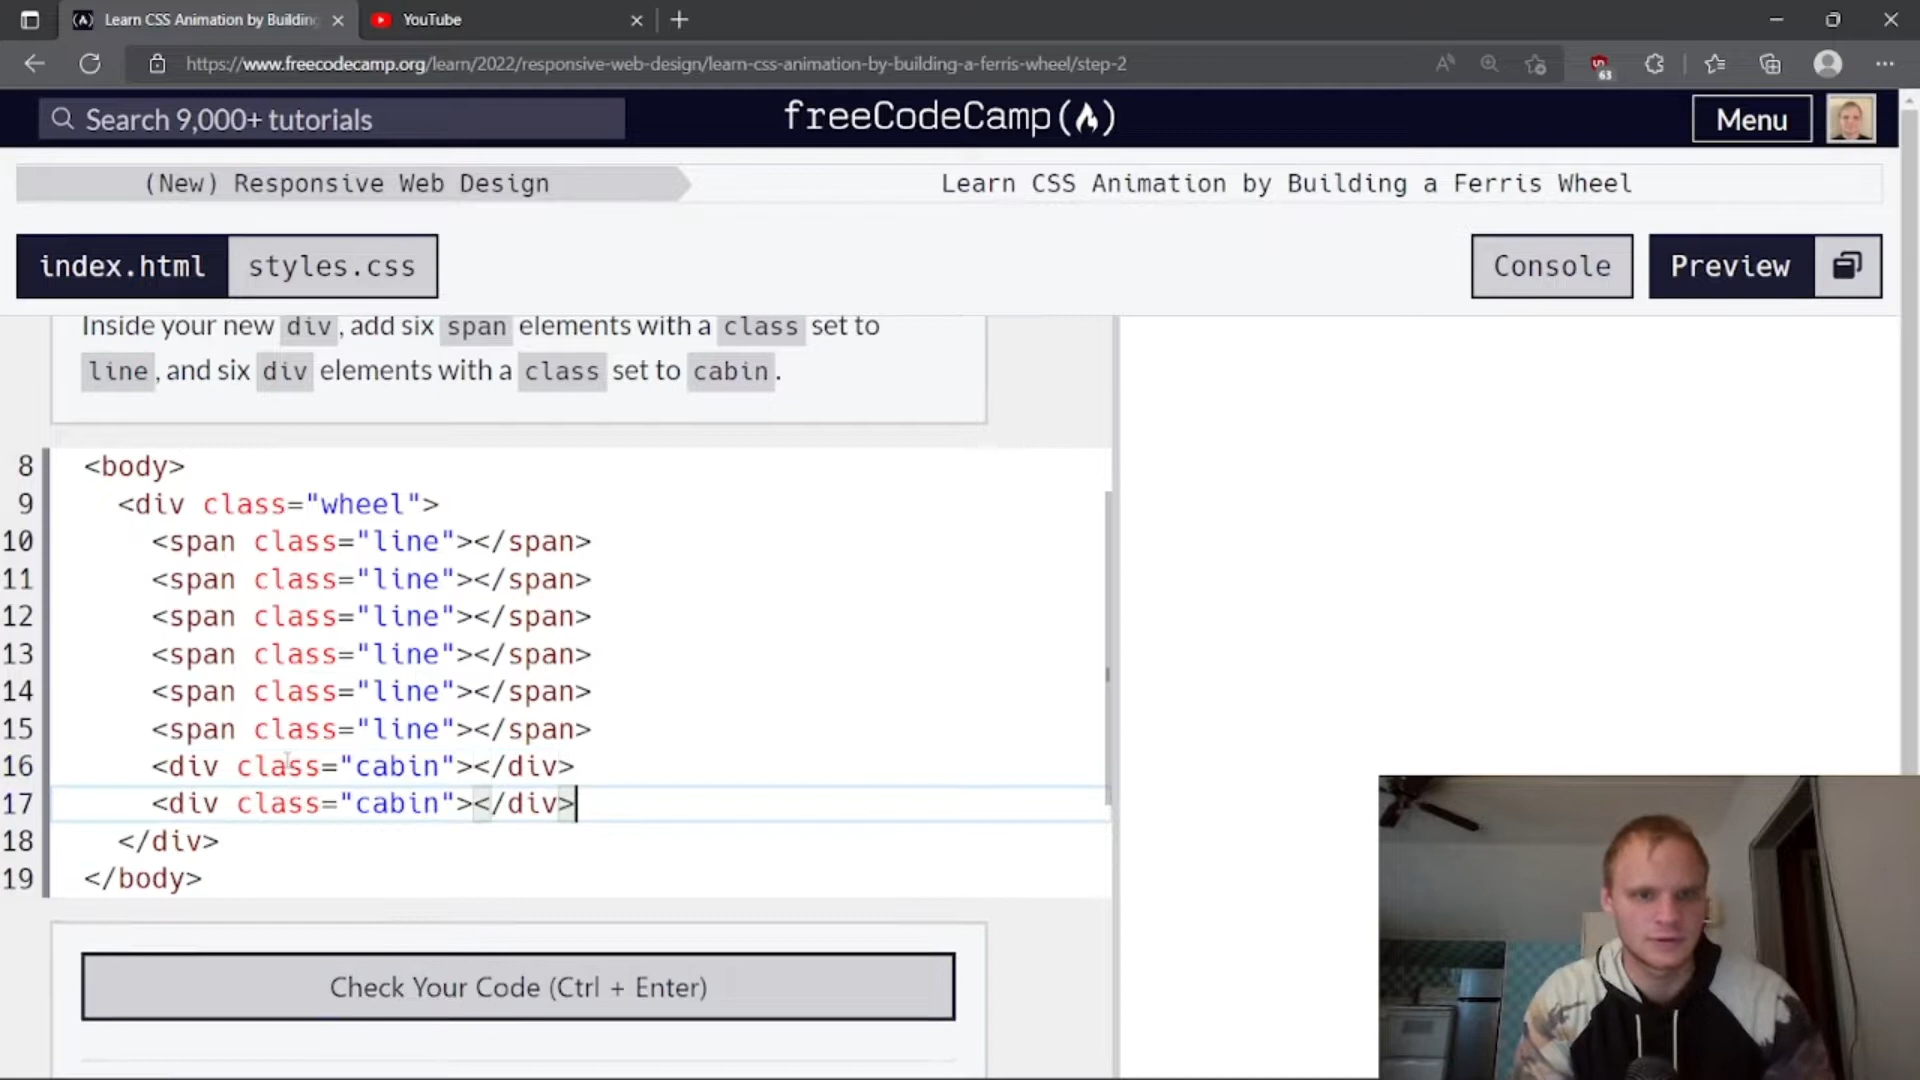 Learn CSS Animation by Building
YouTube
https://www.freecodecamp.org/learn/2022/responsive-web-design/learn-css-animation-by-building-a-ferris-wheel/step-2
63
Search 9,000+ tutorials
freeCodeCamp
Menu
(New) Responsive Web Design
Learn CSS Animation by Building a Ferris Wheel
index.html
styles.css
Console
Preview
Inside your new div, add six span elements with a class set to
line, and six div elements with a class set to cabin.
8 <body>
9 <div class="wheel">
10 <span class="line"></span>
11 <span class="line"></span>
12 <span class="line"></span>
13 <span class="line"></span>
14 <span class="line"></span>
15 <span class="line"></span>
16 <div class="cabin"></div>
17 <div class="cabin"></div>
18 </div>
19 </body>
Check Your Code (Ctrl + Enter)